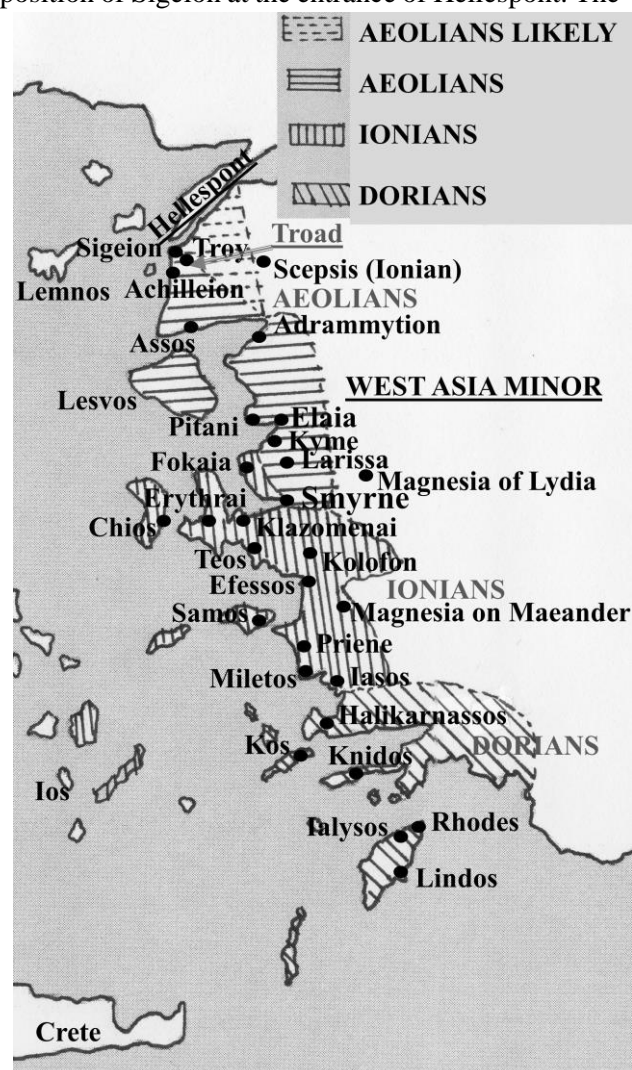 position of Sigeion at the entrance of Hellespont. The
AEOLIANS LIKELY
AEOLIANS
IONIANS
DORIANS
Hellespont
Sigeion
Troy
Troad
Scepsis (Ionian)
Lemnos
Achilleion
AEOLIANS
Adrammytion
Assos
WEST ASIA MINOR
Lesvos
Pitani
Elaia
Kyme
Fokaia
Larissa
Magnesia of Lydia
Erythrai
Smyrne
Chios
Klazomenai
Teos
Kolofon
Efessos
IONIANS
Samos
Magnesia on Maeander
Priene
Miletos
Iasos
Halikarnassos
Kos
DORIANS
Knidos
Ios
Ialysos
Rhodes
Lindos
Crete